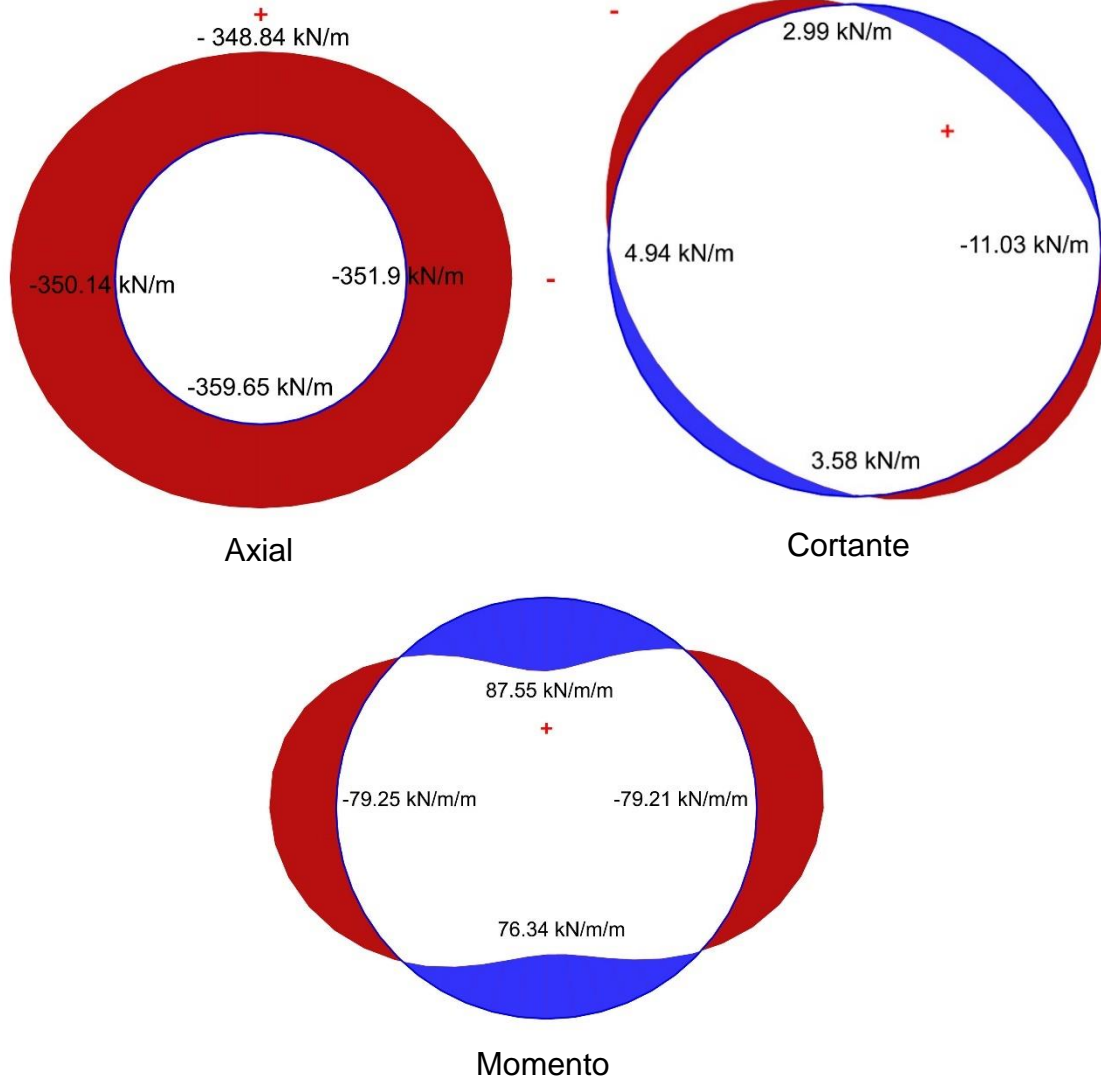 +
- 348.84 kN/m
-350.14 kN/m
-351.9 kN/m
-
-359.65 kN/m
Axial
-
2.99 kN/m
+
4.94 kN/m
-11.03 kN/m
3.58 kN/m
Cortante
87.55 kN/m/m
+
-79.25 kN/m/m
-79.21 kN/m/m
76.34 kN/m/m
Momento